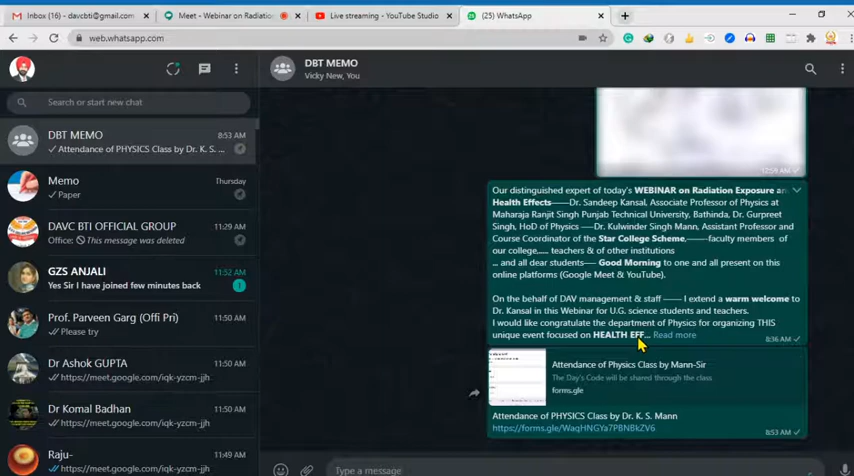 Inbox (16) - davcbti@gmail.com
Meet - Webinar on Radiation
Live streaming - YouTube Studio
(25) WhatsApp
web.whatsapp.com
DBT MEMO
Vicky New, You
Search or start new chat
DBT MEMO
8:53 AM
Attendance of PHYSICS Class by Dr. K. S. ...
Memo
Thursday
Paper
DAVC BTI OFFICIAL GROUP
11:29 AM
Office: This message was deleted
GZS ANJALI
11:52 AM
Yes Sir I have joined few minutes back
1
Prof. Parveen Garg (Offi Pri)
11:50 AM
Please try
Dr Ashok GUPTA
11:50 AM
https://meet.google.com/iqk-yzcm-jjh
Dr Komal Badhan
11:50 AM
https://meet.google.com/iqk-yzcm-jjh
Raju-
11:49 AM
https://meet.google.com/iqk-yzcm-jjh
12:59 AM
Our distinguished expert of today's WEBINAR on Radiation Exposure an
Health Effects-----Dr. Sandeep Kansal, Associate Professor of Physics at
Maharaja Ranjit Singh Punjab Technical University, Bathinda, Dr. Gurpreet
Singh, HoD of Physics ---Dr. Kulwinder Singh Mann, Assistant Professor and
Course Coordinator of the Star College Scheme,------faculty members of
our college,.... teachers & of other institutions
... and all dear students---- Good Morning to one and all present on this
online platforms (Google Meet & YouTube).
On the behalf of DAV management & staff ----- I extend a warm welcome to
Dr. Kansal in this Webinar for U.G. science students and teachers.
I would like congratulate the department of Physics for organizing THIS
unique event focused on HEALTH EFF... Read more
8:36 AM
Attendance of Physics Class by Mann-Sir
The Day's Code will be shared through the class
forms.gle
Attendance of PHYSICS Class by Dr. K. S. Mann
https://forms.gle/WaqHNGYa7PBNBkZV6
8:53 AM
Type a message